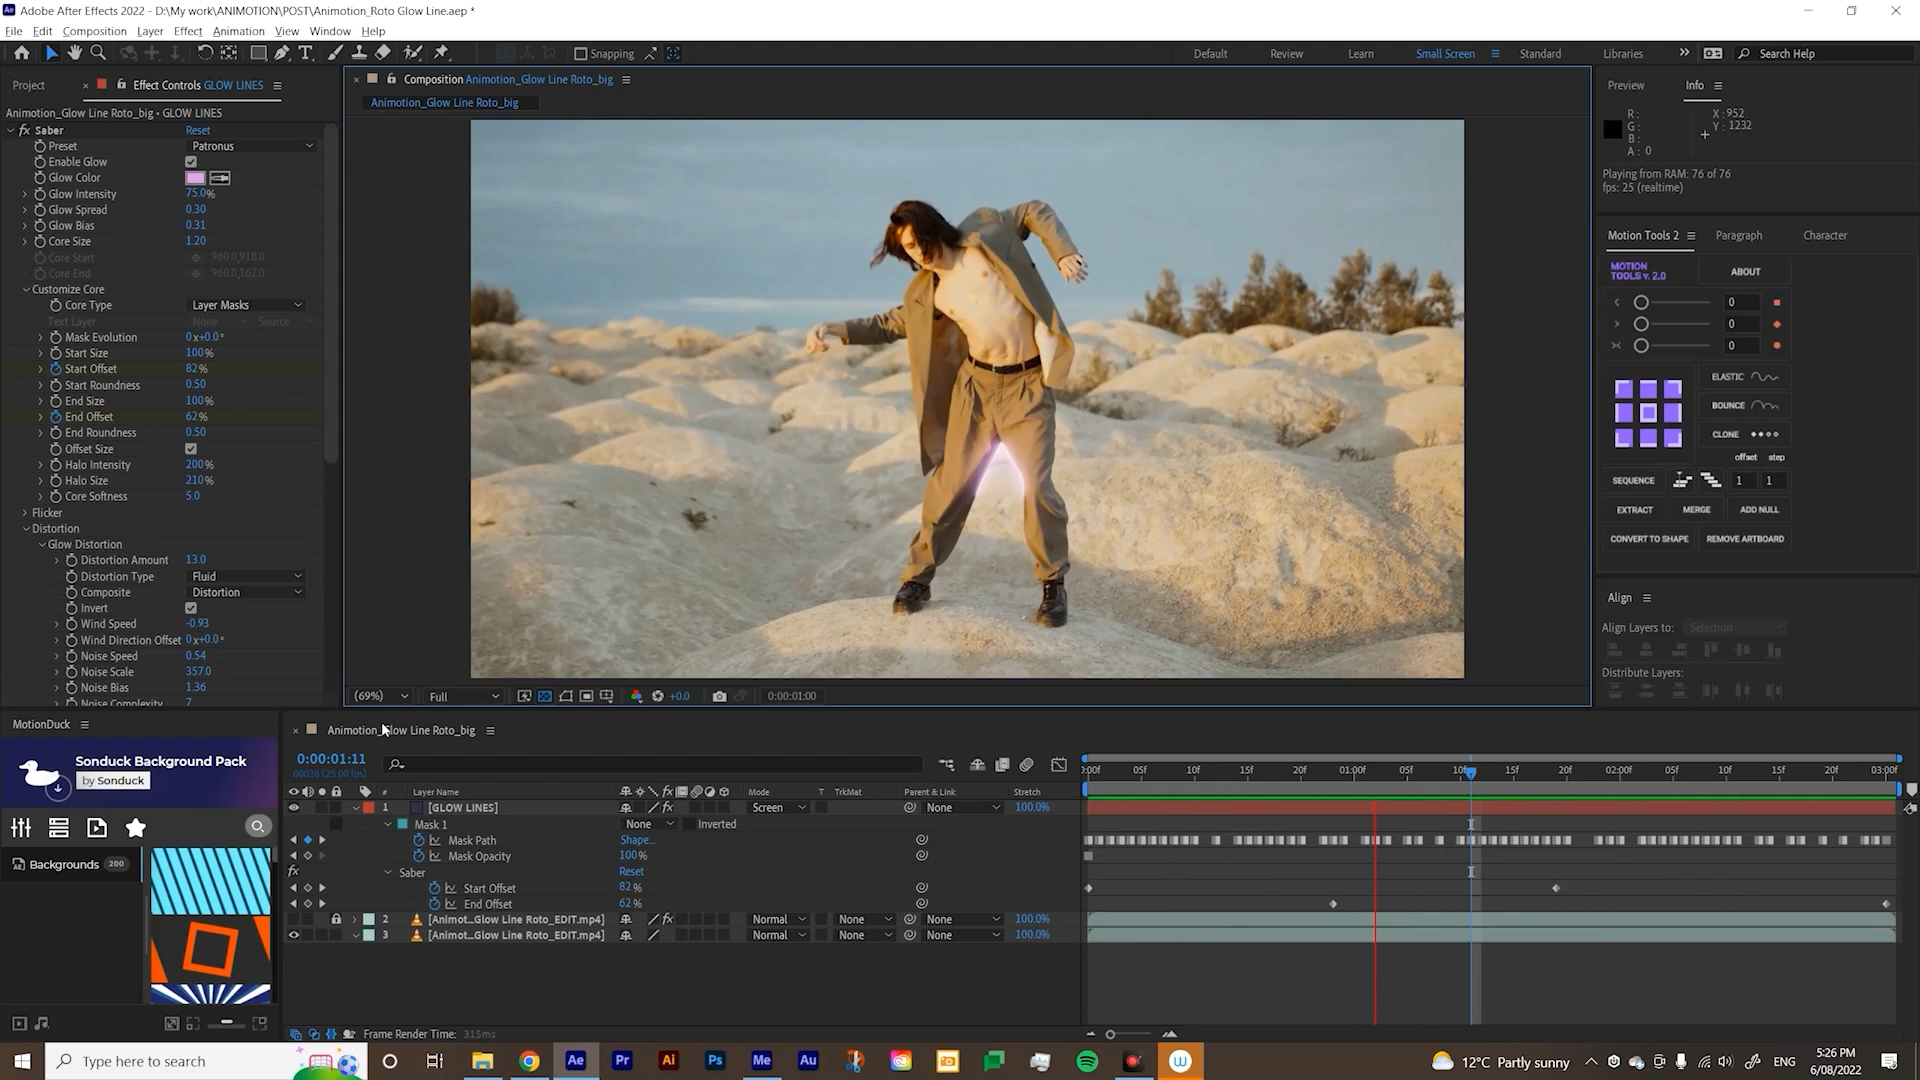 Adobe After Effects 2022 - D:\My work\ANIMOTION\POST\Animotion_Roto Glow Line.aep *
File Edit Composition Layer Effect Animation View Window Help
Snapping Default Review Learn Small Screen Standard Libraries Search Help
Project Effect Controls GLOW LINES
Animotion_Glow Line Roto_big • GLOW LINES
fx Saber Reset
Preset Patronus
Enable Glow
Glow Color
Glow Intensity 75.0%
Glow Spread 0.30
Glow Bias 0.31
Core Size 1.20
Core Start 960.0,918.0
Core End 960.0,162.0
Customize Core
Core Type Layer Masks
Text Layer None Source
Mask Evolution 0x+0.0°
Start Size 100%
Start Offset 82%
Start Roundness 0.50
End Size 100%
End Offset 62%
End Roundness 0.50
Offset Size
Halo Intensity 200%
Halo Size 210%
Core Softness 5.0
Flicker
Distortion
Glow Distortion
Distortion Amount 13.0
Distortion Type Fluid
Composite Distortion
Invert
Wind Speed -0.93
Wind Direction Offset 0x+0.0°
Noise Speed 0.54
Noise Scale 357.0
Noise Bias 1.36
Noise Complexity 7
Composition Animotion_Glow Line Roto_big
Animotion_Glow Line Roto_big
(69%) Full +0.0 0:00:01:00
Preview Info
R: X: 952
G: Y: 1232
B:
A: 0
Playing from RAM: 76 of 76
fps: 25 (realtime)
Motion Tools 2 Paragraph Character
MOTION TOOLS v. 2.0 ABOUT
0
0
0
ELASTIC
BOUNCE
CLONE
offset step
SEQUENCE 1 1
EXTRACT MERGE ADD NULL
CONVERT TO SHAPE REMOVE ARTBOARD
Align
Align Layers to: Selection
Distribute Layers:
MotionDuck
Sonduck Background Pack
by Sonduck
Backgrounds 200
Animotion_Glow Line Roto_big
0:00:01:11
00036 (25.00 fps)
# Layer Name Mode T TrkMat Parent & Link Stretch
0:00f 05f 10f 15f 20f 01:00f 05f 10f 15f 20f 02:00f 05f 10f 15f 20f 03:00f
1 [GLOW LINES] Screen None 100.0%
Mask 1 None Inverted
Mask Path Shape...
Mask Opacity 100%
fx Saber Reset
Start Offset 82%
End Offset 62%
2 [Animot...Glow Line Roto_EDIT.mp4] Normal None None 100.0%
3 [Animot...Glow Line Roto_EDIT.mp4] Normal None None 100.0%
Frame Render Time: 315ms
Type here to search
Ae Pr Ai Ps Me Au W
12°C Partly sunny ENG 5:26 PM
6/08/2022